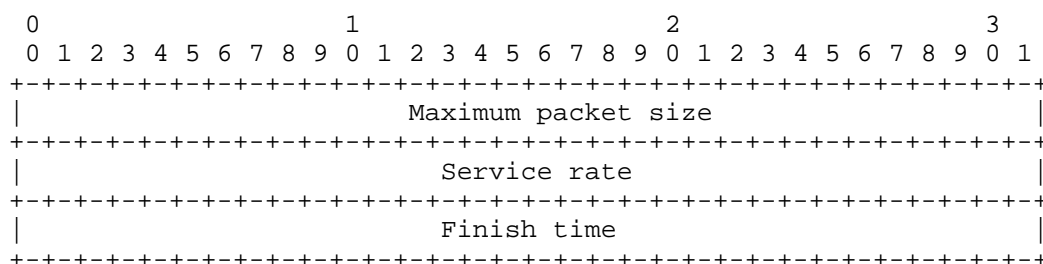 0                   1                   2                   3
 0 1 2 3 4 5 6 7 8 9 0 1 2 3 4 5 6 7 8 9 0 1 2 3 4 5 6 7 8 9 0 1
+-+-+-+-+-+-+-+-+-+-+-+-+-+-+-+-+-+-+-+-+-+-+-+-+-+-+-+-+-+-+-+-+
|                        Maximum packet size                    |
+-+-+-+-+-+-+-+-+-+-+-+-+-+-+-+-+-+-+-+-+-+-+-+-+-+-+-+-+-+-+-+-+
|                          Service rate                         |
+-+-+-+-+-+-+-+-+-+-+-+-+-+-+-+-+-+-+-+-+-+-+-+-+-+-+-+-+-+-+-+-+
|                          Finish time                          |
+-+-+-+-+-+-+-+-+-+-+-+-+-+-+-+-+-+-+-+-+-+-+-+-+-+-+-+-+-+-+-+-+